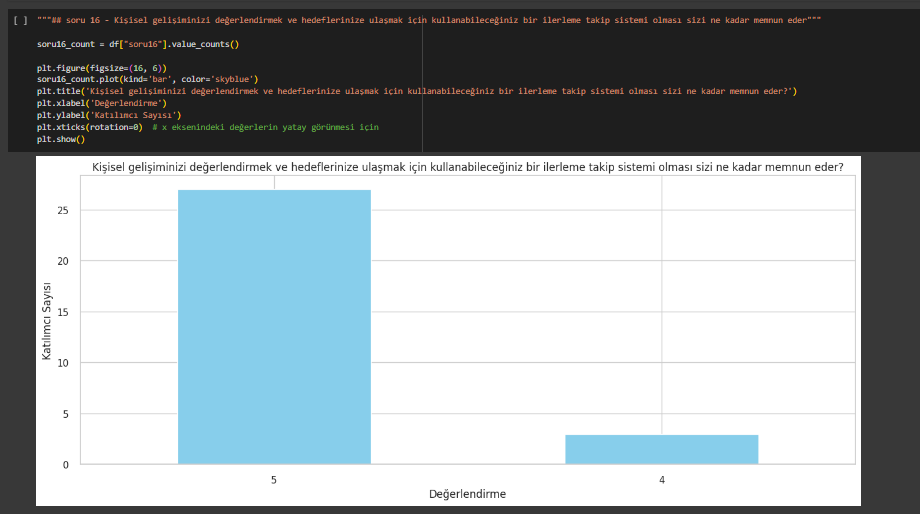 [ ] """## soru 16 - Kişisel gelişiminizi değerlendirmek ve hedeflerinize ulaşmak için kullanabileceğiniz bir ilerleme takip sistemi olması sizi ne kadar memnun eder"""
soru16_count = df["soru16"].value_counts()
plt.figure(figsize=(16, 6))
soru16_count.plot(kind='bar', color='skyblue')
plt.title('Kişisel gelişiminizi değerlendirmek ve hedeflerinize ulaşmak için kullanabileceğiniz bir ilerleme takip sistemi olması sizi ne kadar memnun eder?')
plt.xlabel('Değerlendirme')
plt.ylabel('Katılımcı Sayısı')
plt.xticks(rotation=0)  # x eksenindeki değerlerin yatay görünmesi için
plt.show()
Kişisel gelişiminizi değerlendirmek ve hedeflerinize ulaşmak için kullanabileceğiniz bir ilerleme takip sistemi olması sizi ne kadar memnun eder?
25
20
15
10
5
0
Katılımcı Sayısı
5 4
Değerlendirme